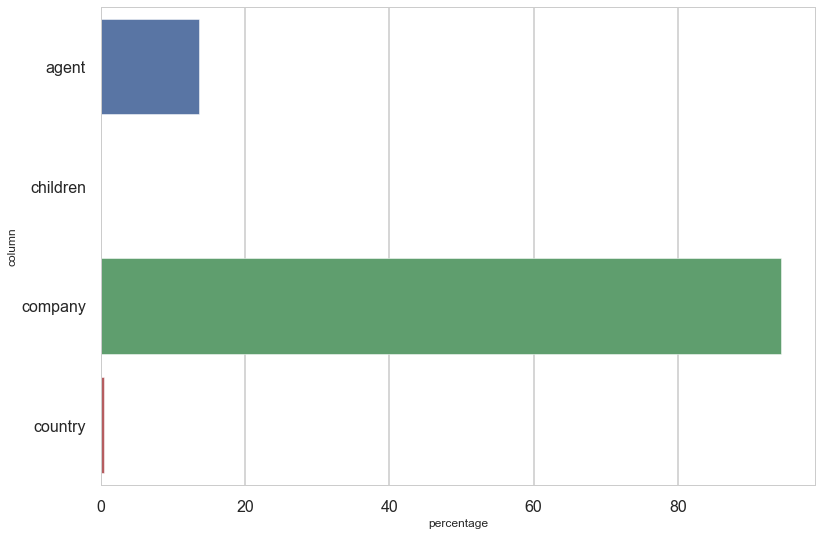 agent
children
company
country
column
0 20 40 60 80
percentage